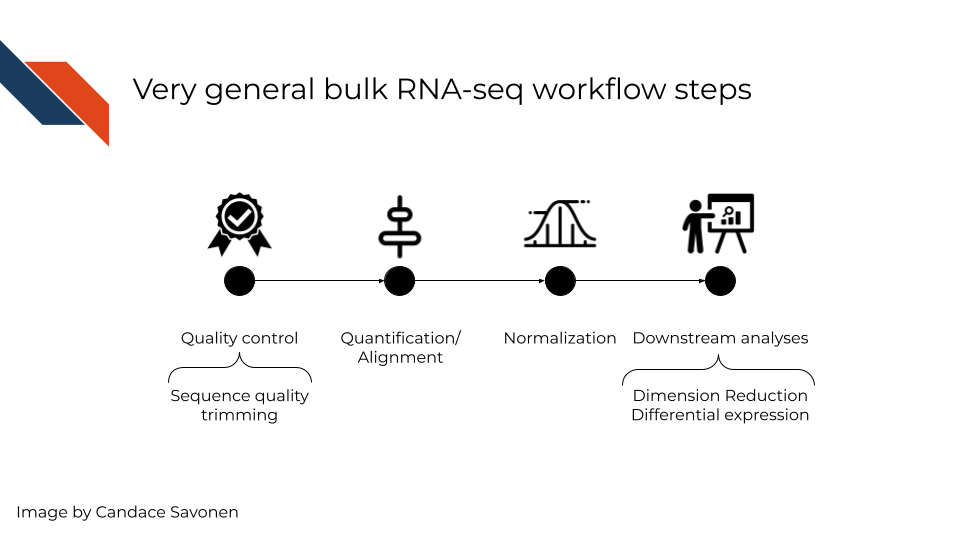 Very general bulk RNA-seq workflow steps
Quality control
Sequence quality
trimming
Quantification/
Alignment
Normalization
Downstream analyses
Dimension Reduction
Differential expression
Image by Candace Savonen